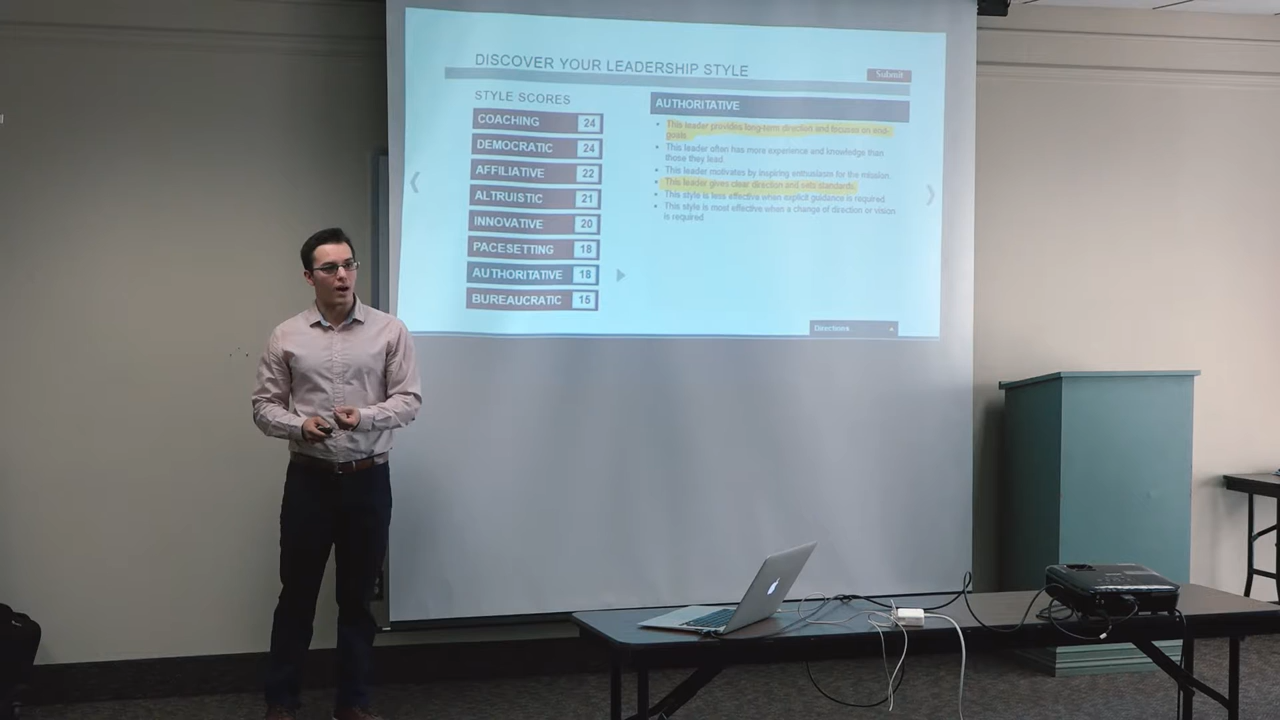 DISCOVER YOUR LEADERSHIP STYLE
Submit
STYLE SCORES
COACHING 24
DEMOCRATIC 24
AFFILIATIVE 22
ALTRUISTIC 21
INNOVATIVE 20
PACESETTING 18
AUTHORITATIVE 18
BUREAUCRATIC 15
AUTHORITATIVE
• This leader provides long-term direction and focuses on end-
goals
• This leader often has more experience and knowledge than
those they lead.
• This leader motivates by inspiring enthusiasm for the mission.
• This leader gives clear direction and sets standards.
• This style is less effective when explicit guidance is required
• This style is most effective when a change of direction or vision
is required
Directions